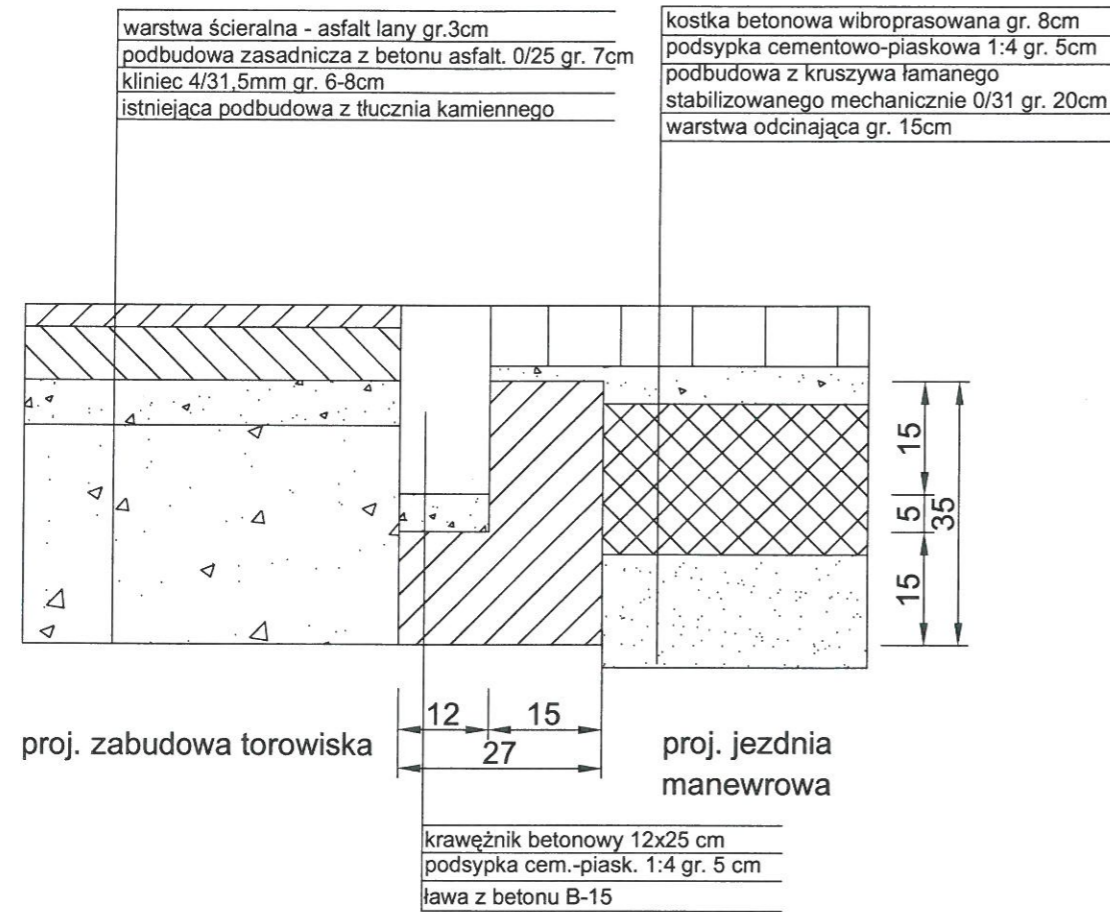 warstwa ścieralna - asfalt lany gr.3cm
podbudowa zasadnicza z betonu asfalt. 0/25 gr. 7cm
kliniec 4/31,5mm gr. 6-8cm
istniejąca podbudowa z tłucznia kamiennego
kostka betonowa wibroprasowana gr. 8cm
podsypka cementowo-piaskowa 1:4 gr. 5cm
podbudowa z kruszywa łamanego
stabilizowanego mechanicznie 0/31 gr. 20cm
warstwa odcinająca gr. 15cm
15
5
35
15
12
15
27
proj. zabudowa torowiska
proj. jezdnia
manewrowa
krawężnik betonowy 12x25 cm
podsypka cem.-piask. 1:4 gr. 5 cm
ława z betonu B-15